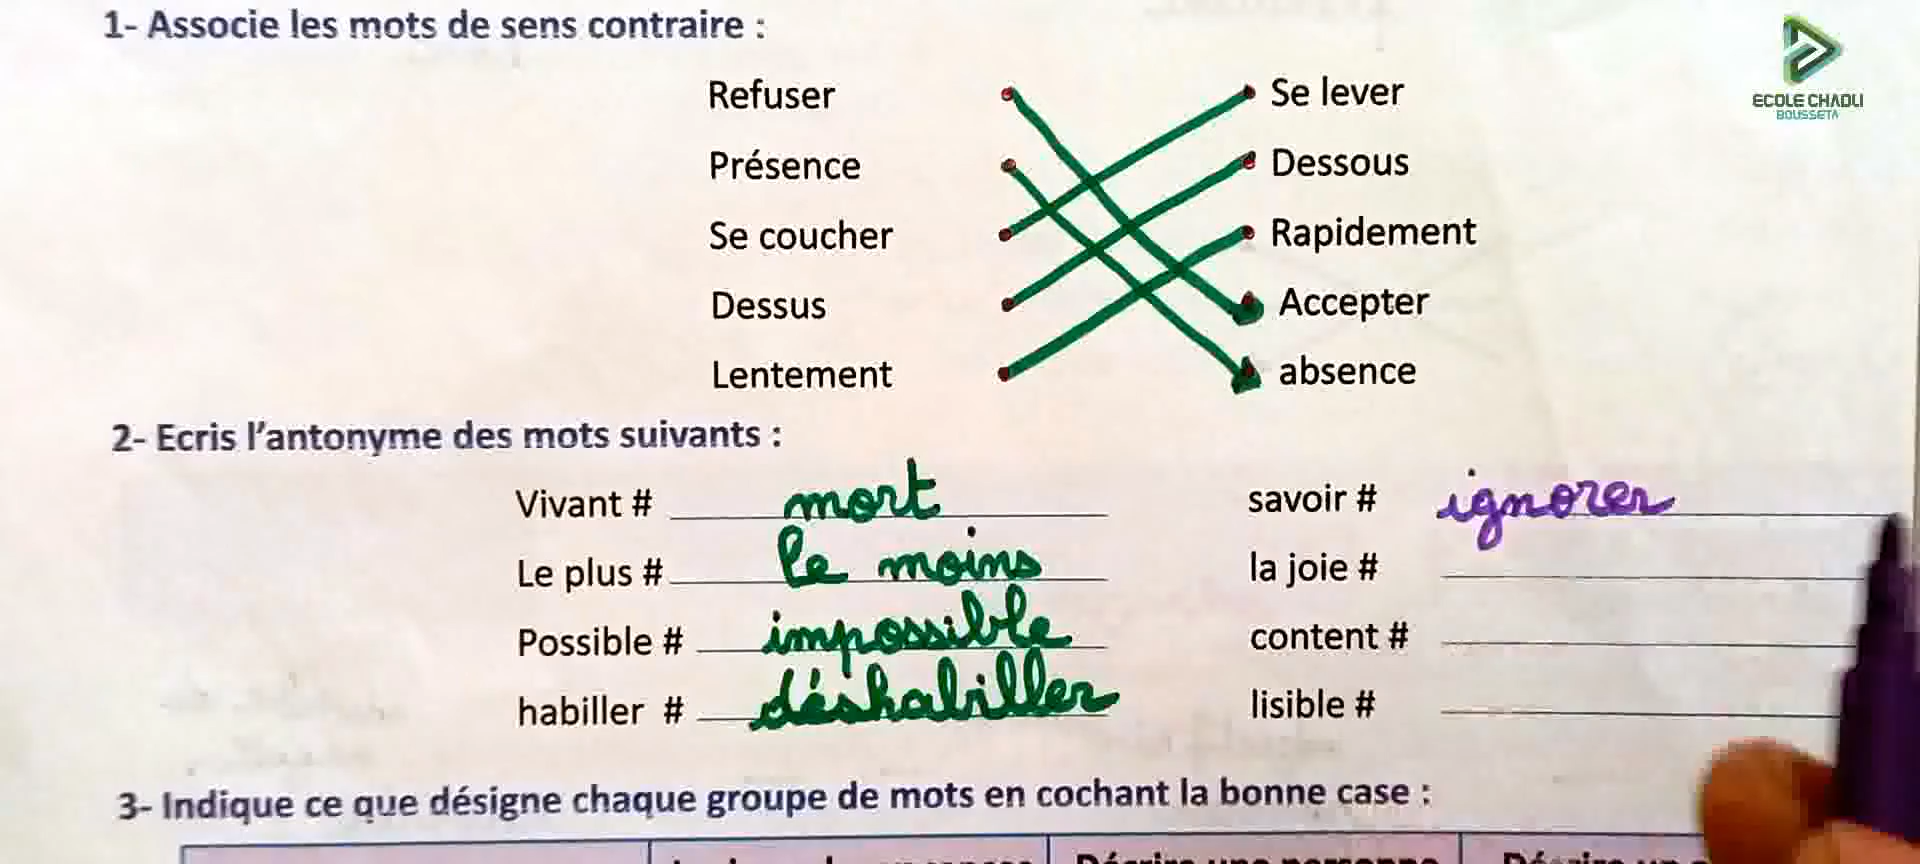 1- Associe les mots de sens contraire :
ECOLE CHADLI
BOUSSETA
Refuser Se lever
Présence Dessous
Se coucher Rapidement
Dessus Accepter
Lentement absence
2- Ecris l’antonyme des mots suivants :
Vivant # mort savoir # ignorer
Le plus # le moins la joie #
Possible # impossible content #
habiller # déshabiller lisible #
3- Indique ce que désigne chaque groupe de mots en cochant la bonne case :
Décrire une personne